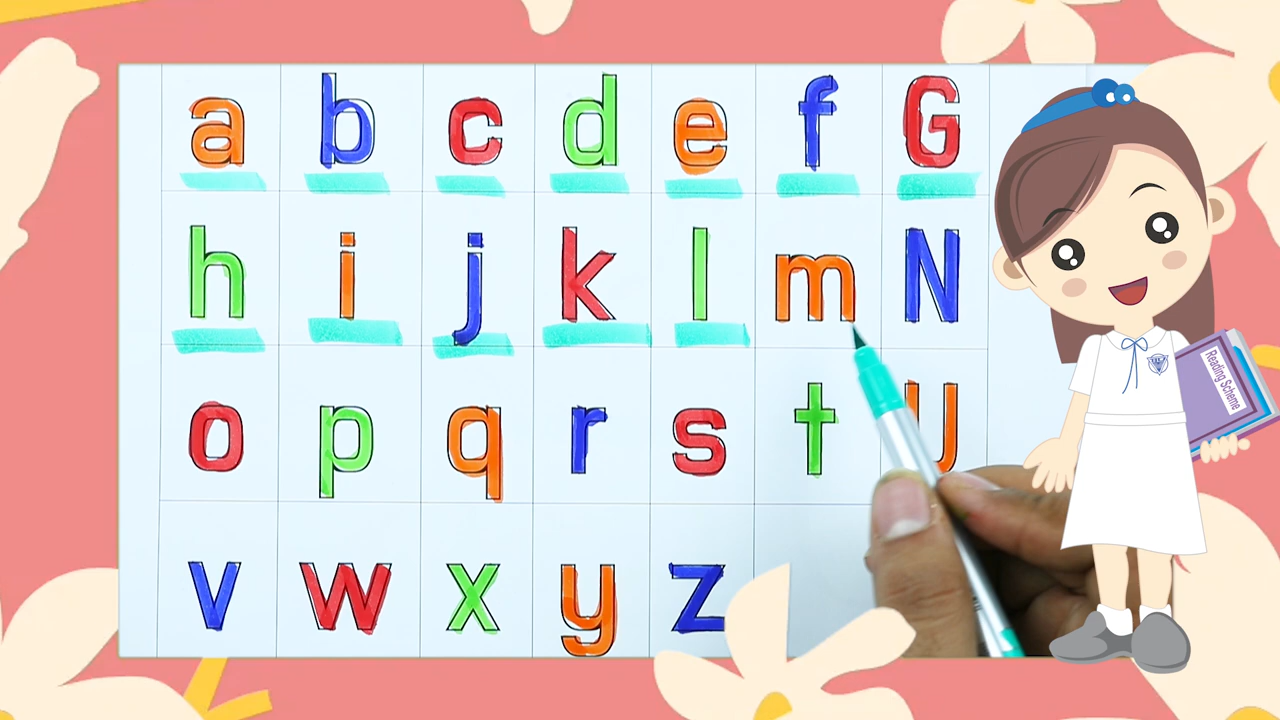 a b c d e f G
h i j k l m N
o p q r s t U
v w x y z
Reading Scheme